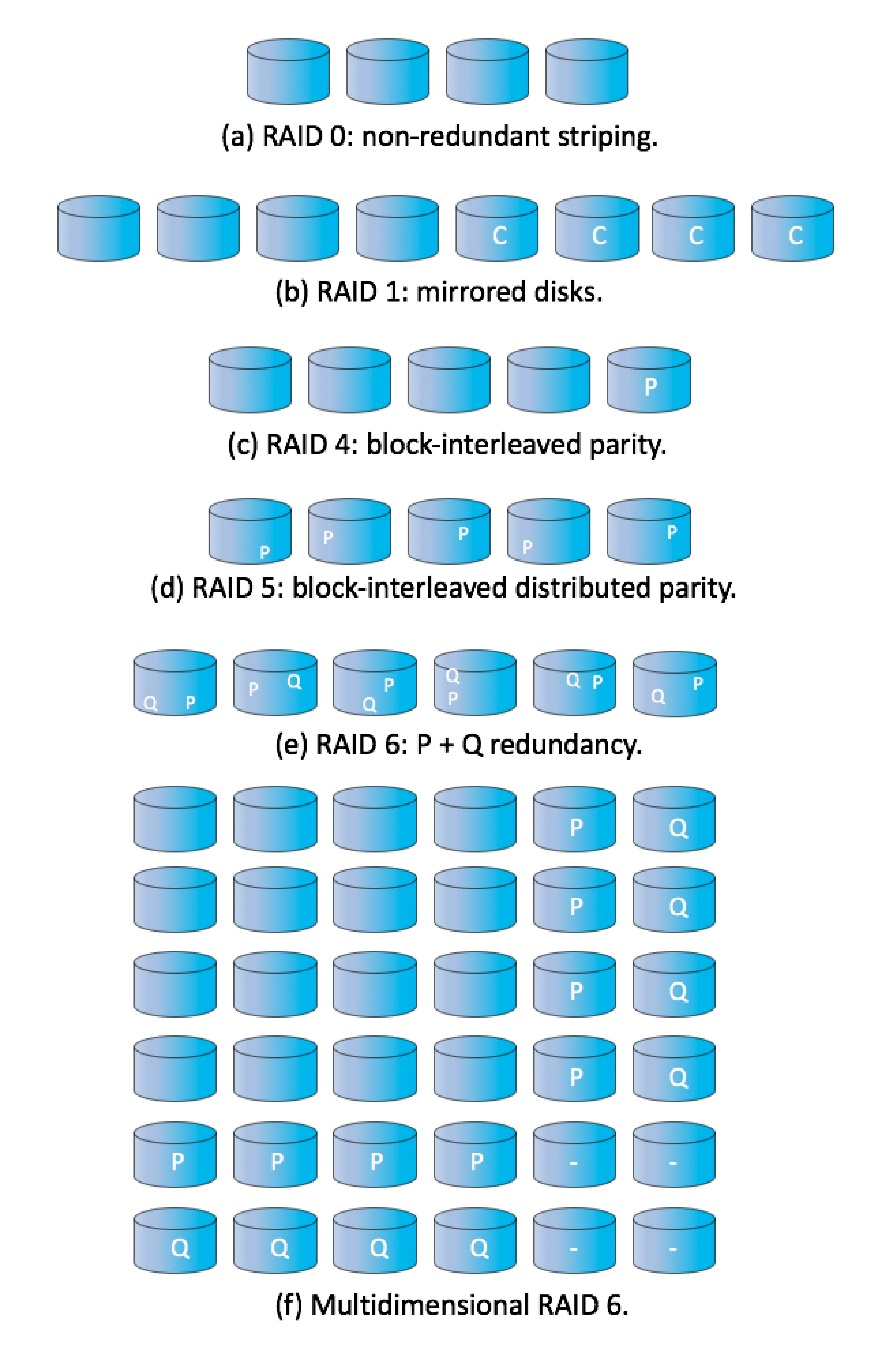 (a) RAID 0: non-redundant striping.
C C C C
(b) RAID 1: mirrored disks.
P
(c) RAID 4: block-interleaved parity.
P P P P P
(d) RAID 5: block-interleaved distributed parity.
Q P P Q Q P Q P Q P Q P
(e) RAID 6: P + Q redundancy.
P Q
P Q
P Q
P Q
P P P P - -
Q Q Q Q - -
(f) Multidimensional RAID 6.